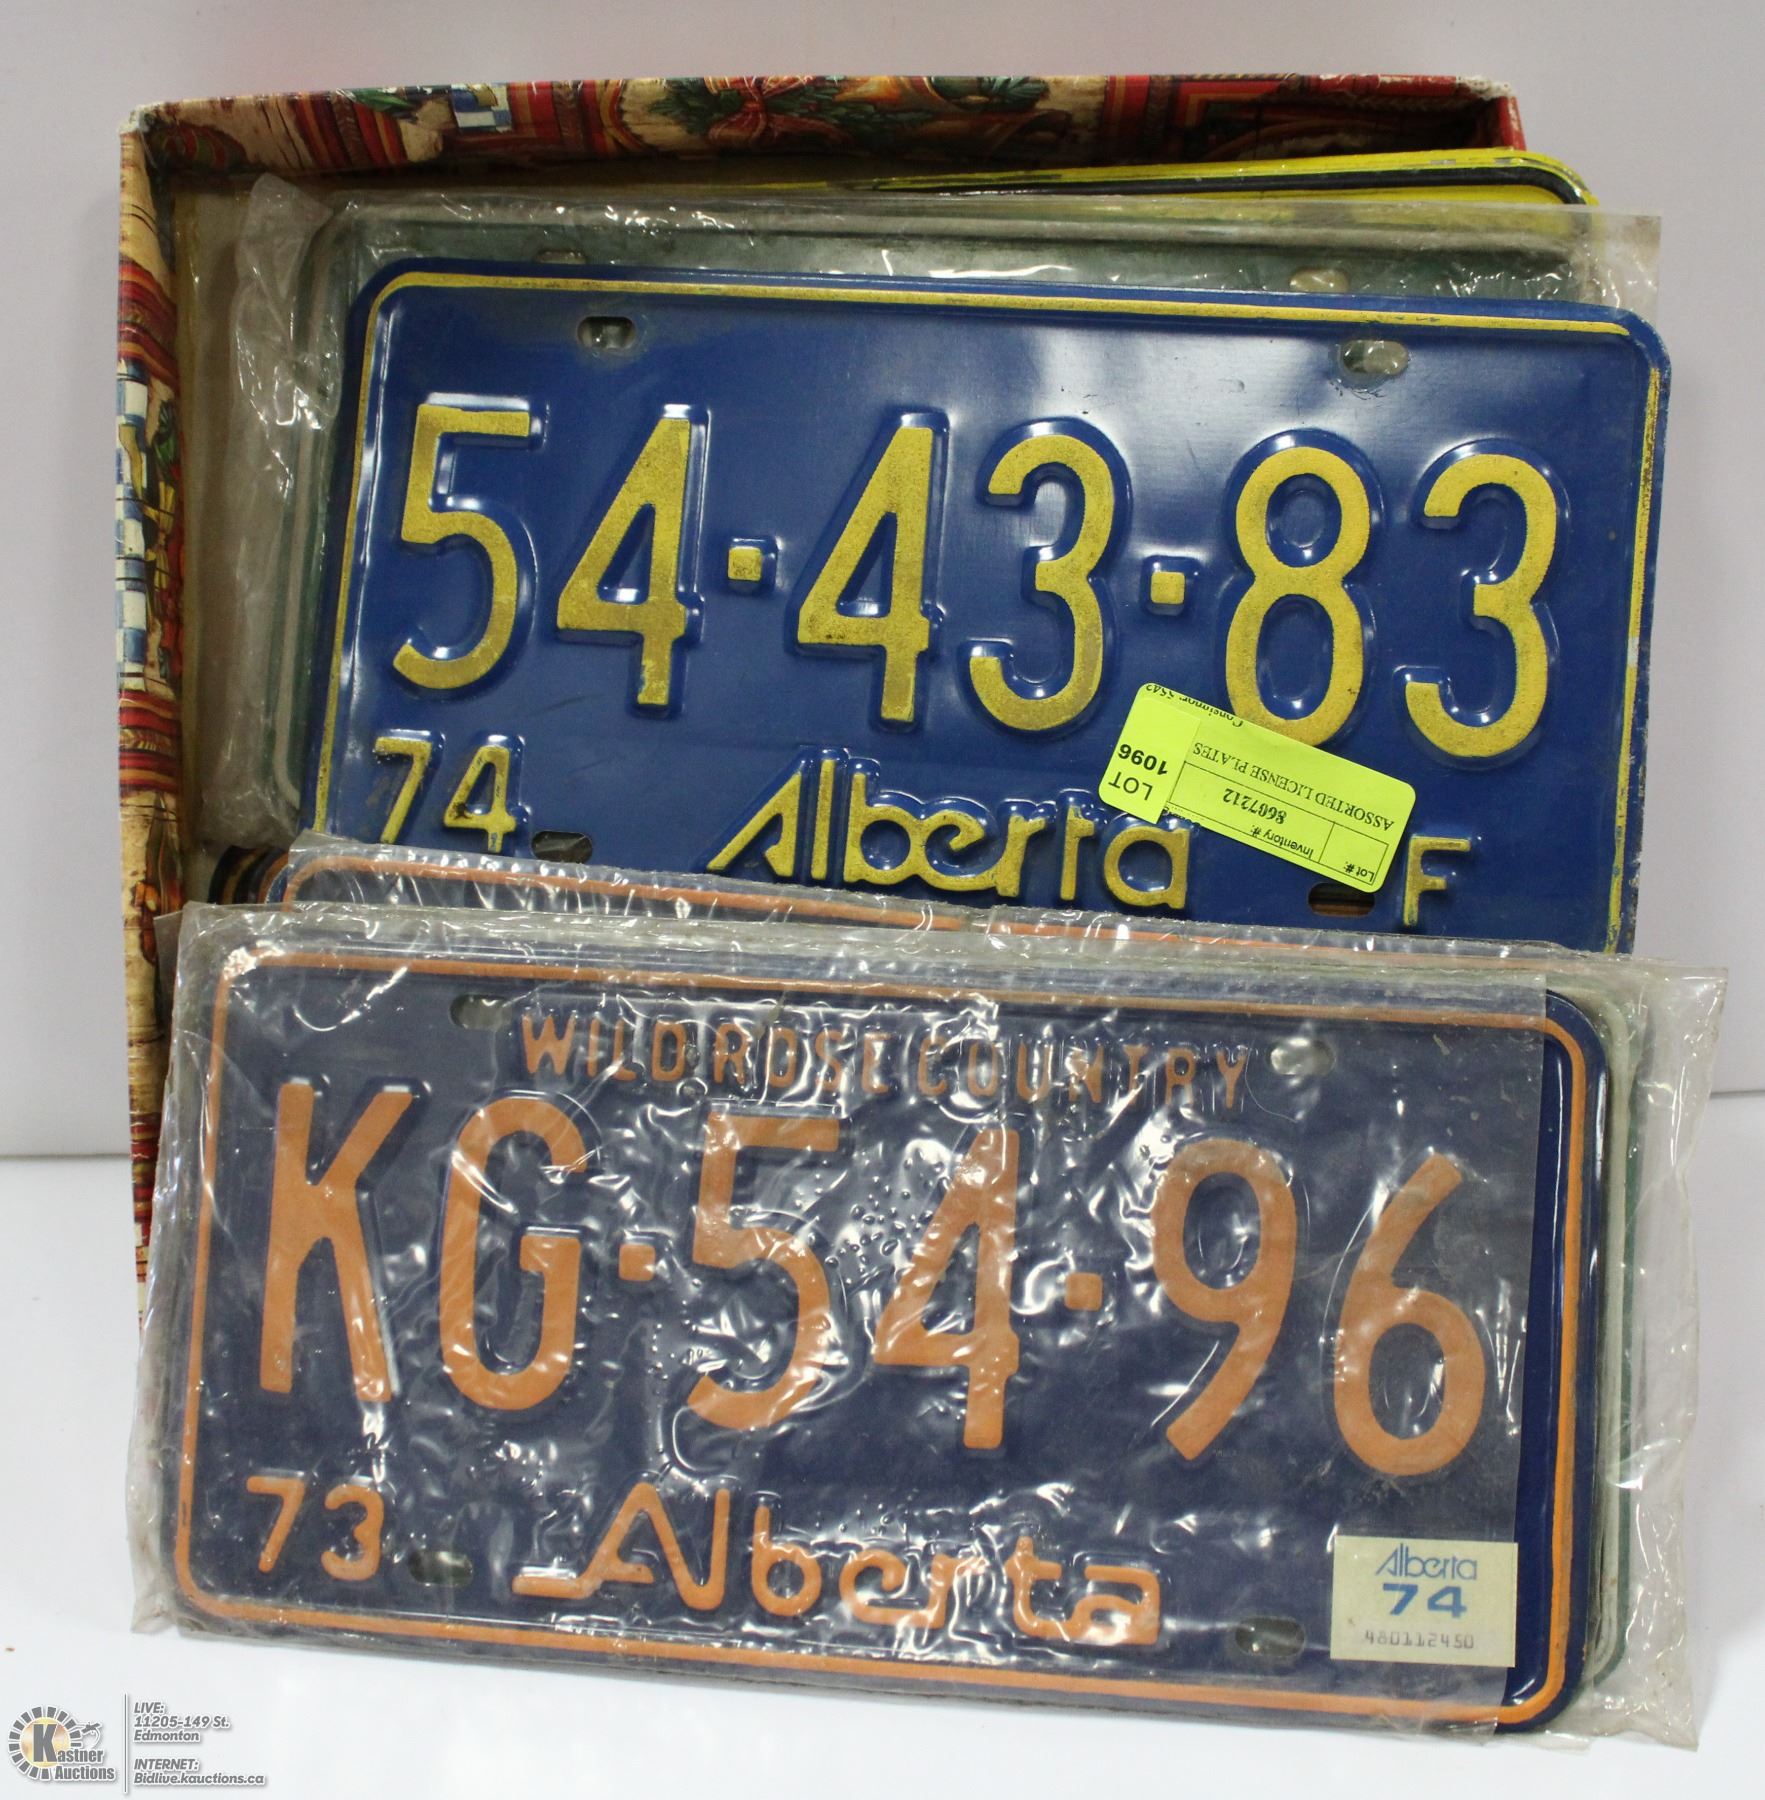 54·43·83
74 Alberta F
LOT 1096
Lot #:
Inventory #:
8607212
ASSORTED LICENSE PLATES
WILD ROSE COUNTRY
KG·54·96
73 Alberta
Alberta
74
480112450
Kastner Auctions
LIVE:
11205-149 St.
Edmonton
INTERNET:
Bidlive.kauctions.ca